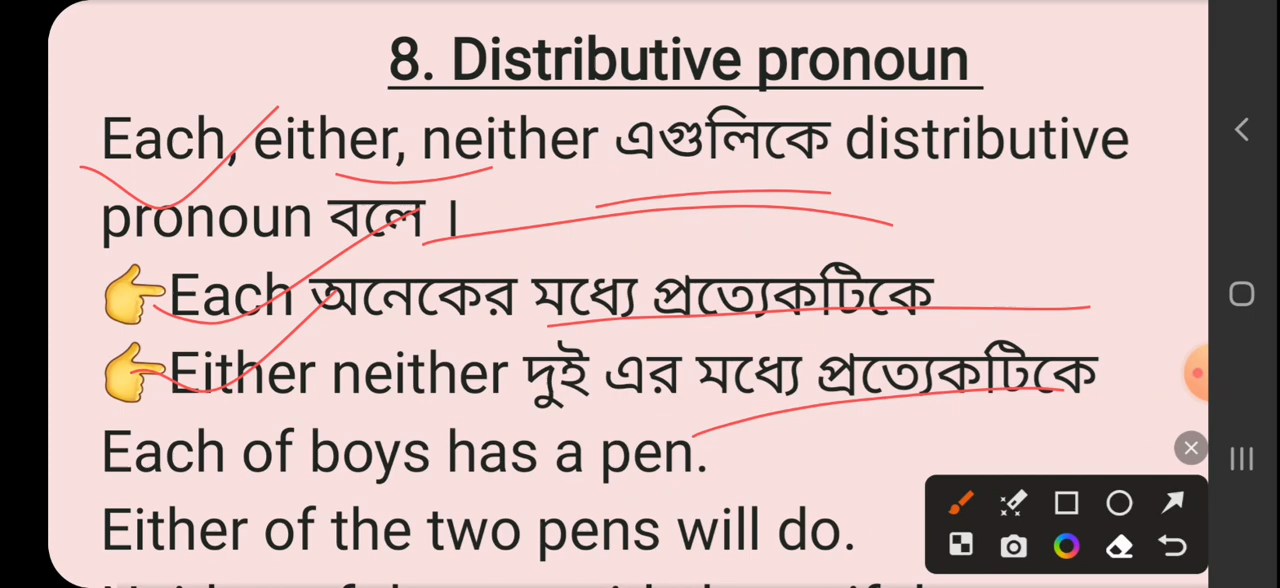 8. Distributive pronoun
Each, either, neither এগুলিকে distributive
pronoun বলে ।
👉Each অনেকের মধ্যে প্রত্যেকটিকে
👉Either neither দুই এর মধ্যে প্রত্যেকটিকে
Each of boys has a pen.
Either of the two pens will do.